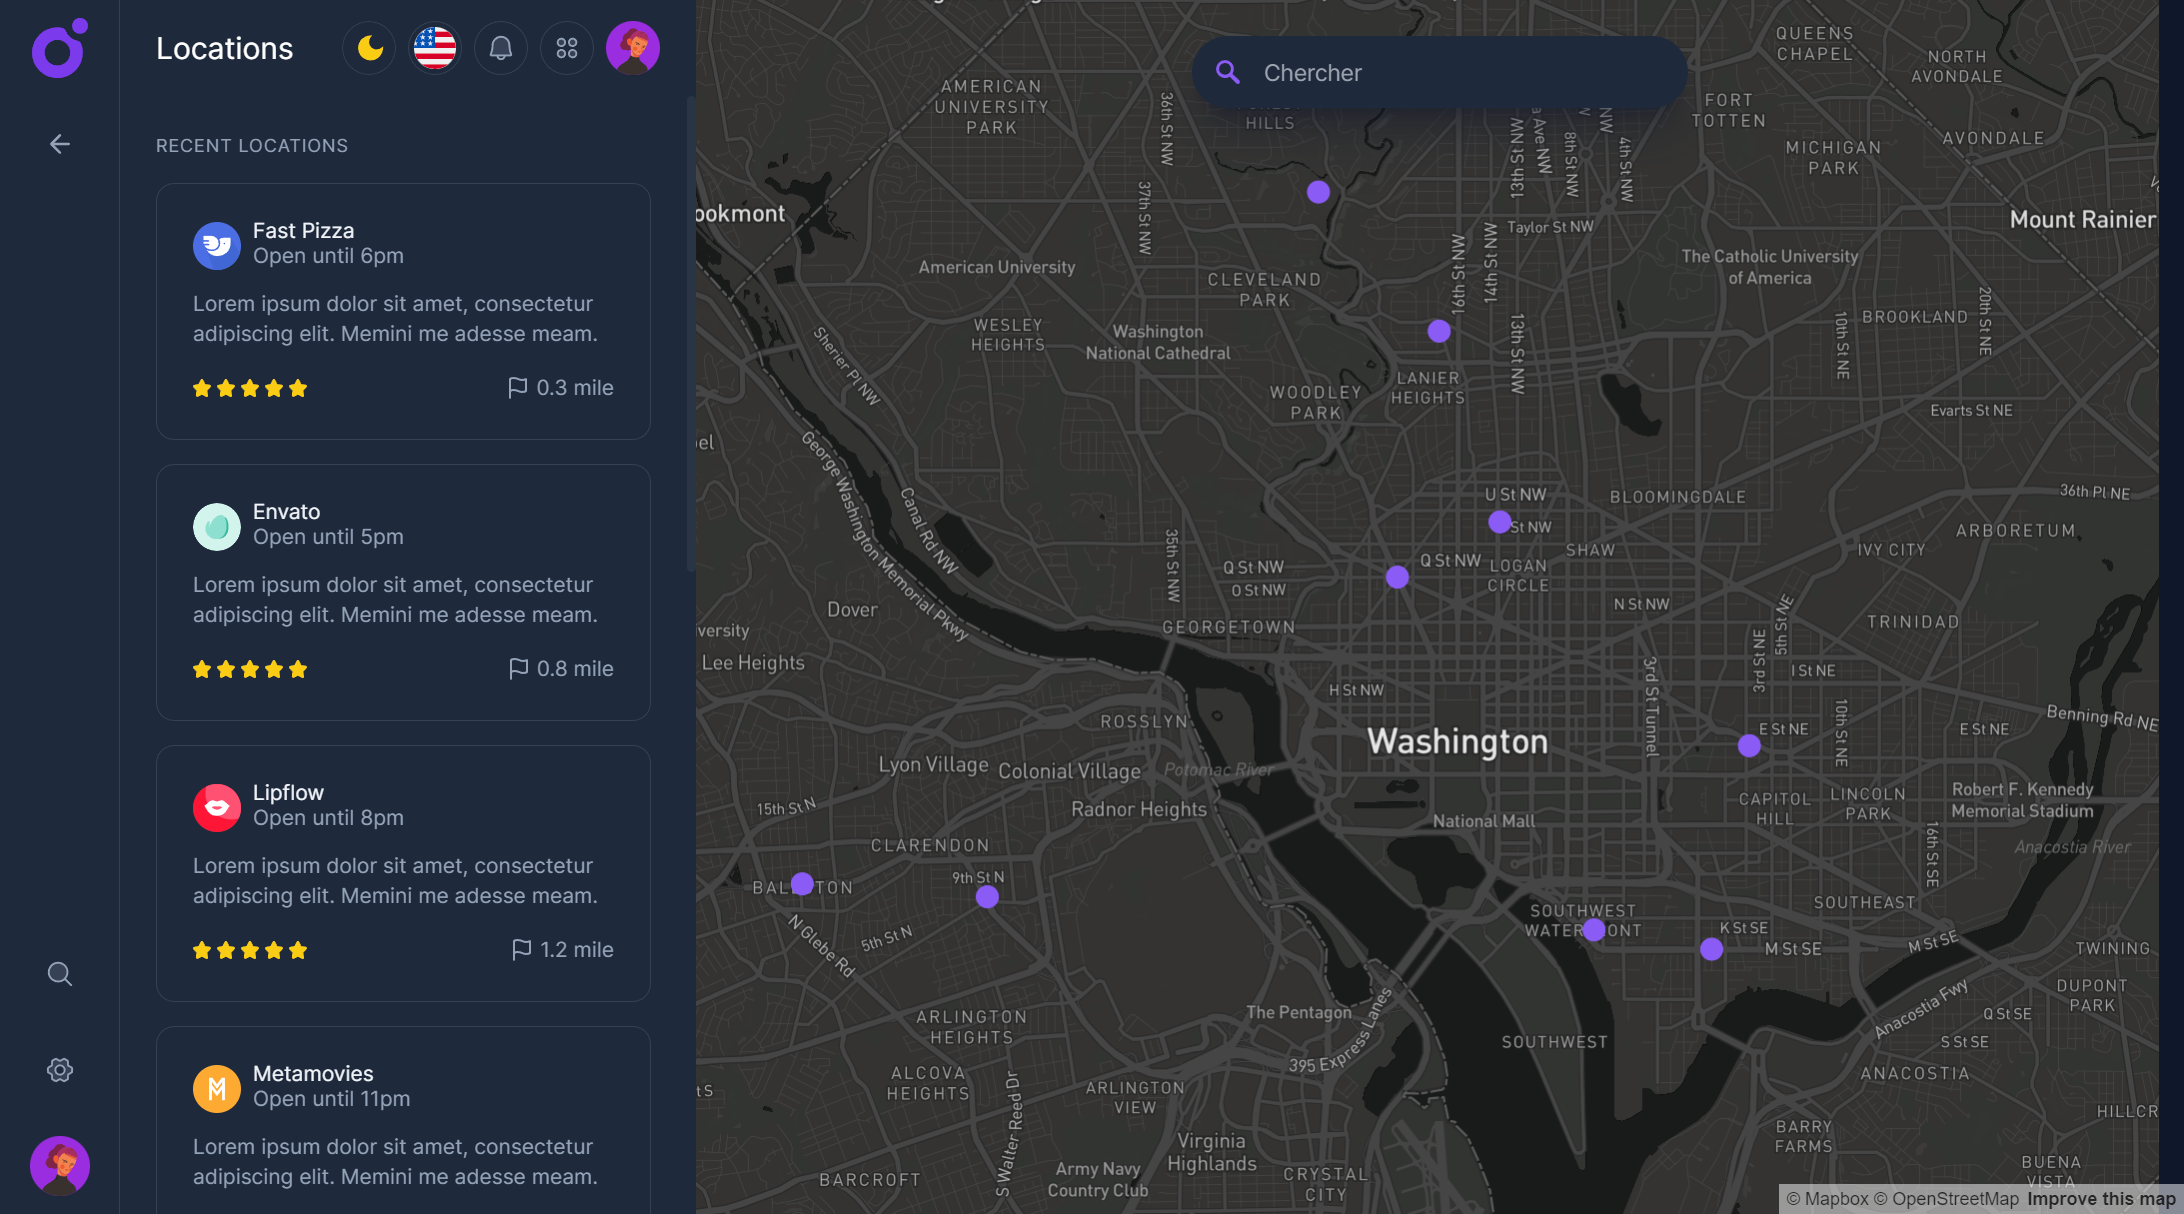 Locations
RECENT LOCATIONS
Fast Pizza
Open until 6pm
Lorem ipsum dolor sit amet, consectetur
adipiscing elit. Memini me adesse meam.
0.3 mile
Envato
Open until 5pm
Lorem ipsum dolor sit amet, consectetur
adipiscing elit. Memini me adesse meam.
0.8 mile
Lipflow
Open until 8pm
Lorem ipsum dolor sit amet, consectetur
adipiscing elit. Memini me adesse meam.
1.2 mile
Metamovies
Open until 11pm
Lorem ipsum dolor sit amet, consectetur
adipiscing elit. Memini me adesse meam.
Chercher
QUEENS
CHAPEL
NORTH
AVONDALE
AMERICAN
UNIVERSITY
PARK
36th St NW
HILLS
13th St NW
Ave NW
8th St NW
NW
4th St NW
FORT
TOTTEN
MICHIGAN
PARK
AVONDALE
ookmont
37th St NW
Taylor St NW
Mount Rainier
American University
CLEVELAND
PARK
16th St NW
14th St NW
The Catholic University
of America
WESLEY
HEIGHTS
Washington
National Cathedral
13th St NW
10th St NE
BROOKLAND
20th St NE
Sherier Pl NW
WOODLEY
PARK
LANIER
HEIGHTS
Evarts St NE
el
George Washington Memorial Pkwy
Canal Rd NW
U St NW
St NW
BLOOMINGDALE
36th Pl NE
ARBORETUM
35th St NW
Q St NW
O St NW
Q St NW
LOGAN
CIRCLE
SHAW
IVY CITY
Dover
versity
Lee Heights
GEORGETOWN
N St NW
5th St NE
3rd St NE
TRINIDAD
I St NE
H St NW
3rd St Tunnel
ROSSLYN
Washington
E St NE
10th St NE
E St NE
Benning Rd NE
Lyon Village
Colonial Village
Potomac River
Radnor Heights
15th St N
National Mall
CAPITOL
HILL
LINCOLN
PARK
Robert F. Kennedy
Memorial Stadium
Anacostia River
16th St SE
CLARENDON
BAL TON
9th St N
N Glebe Rd
5th St N
SOUTHWEST
WATER ONT
SOUTHEAST
K St SE
M St SE
M St SE
TWINING
DUPONT
PARK
The Pentagon
395 Express Lanes
SOUTHWEST
Anacostia Fwy
Q St SE
S St SE
ARLINGTON
HEIGHTS
ALCOVA
HEIGHTS
t S
S Walter Reed Dr
ARLINGTON
VIEW
ANACOSTIA
HILLCR
BARRY
FARMS
Virginia
Highlands
Army Navy
Country Club
BARCROFT
CRYSTAL
CITY
BUENA
VISTA
© Mapbox © OpenStreetMap Improve this map